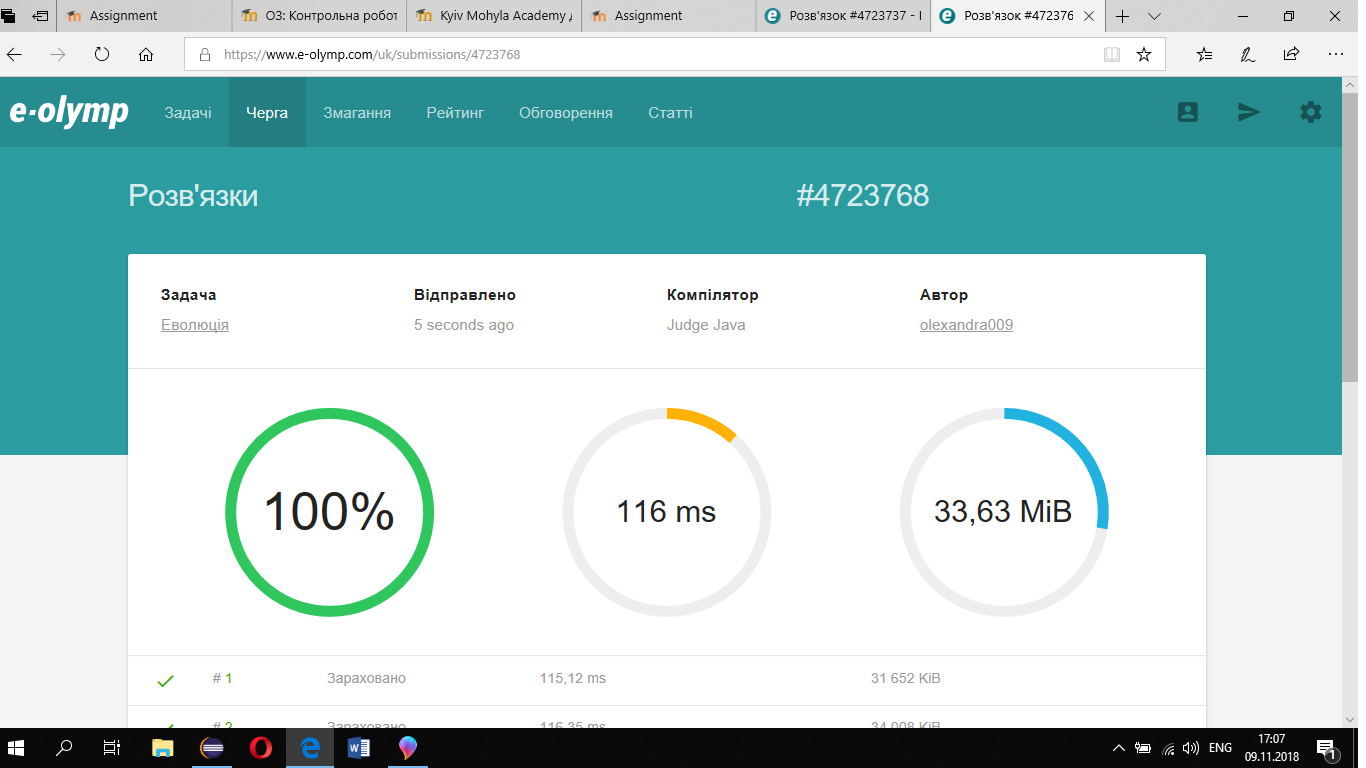 Assignment
ОЗ: Контрольна робот
Kyiv Mohyla Academy
Assignment
Розв'язок #4723737 -
Розв'язок #472376
https://www.e-olymp.com/uk/submissions/4723768
e-olymp
Задачі
Черга
Змагання
Рейтинг
Обговорення
Статті
Розв'язки
#4723768
Задача
Відправлено
Компілятор
Автор
Еволюція
5 seconds ago
Judge Java
olexandra009
100%
116 ms
33,63 MiB
# 1
Зараховано
115,12 ms
31 652 KiB
# 2
Зараховано
116,35 ms
34 008 KiB
ENG
17:07
09.11.2018
1